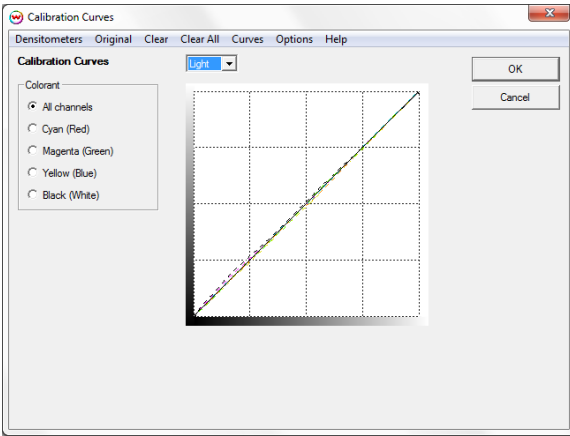 Calibration Curves
Densitometers Original Clear Clear All Curves Options Help
Calibration Curves
Light
OK
Cancel
Colorant
All channels
Cyan (Red)
Magenta (Green)
Yellow (Blue)
Black (White)